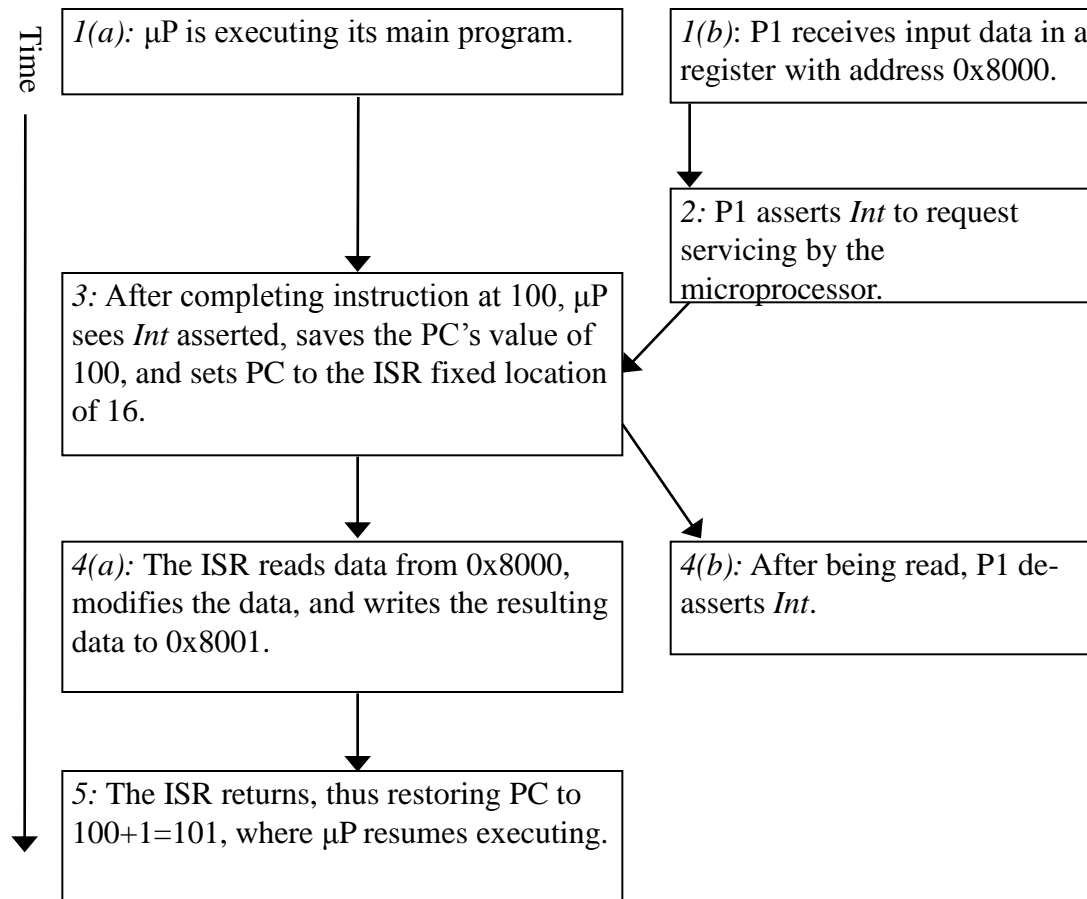 Time
1(a): μP is executing its main program.
1(b): P1 receives input data in a
register with address 0x8000.
2: P1 asserts Int to request
servicing by the
microprocessor.
3: After completing instruction at 100, μP
sees Int asserted, saves the PC’s value of
100, and sets PC to the ISR fixed location
of 16.
4(a): The ISR reads data from 0x8000,
modifies the data, and writes the resulting
data to 0x8001.
4(b): After being read, P1 de-
asserts Int.
5: The ISR returns, thus restoring PC to
100+1=101, where μP resumes executing.